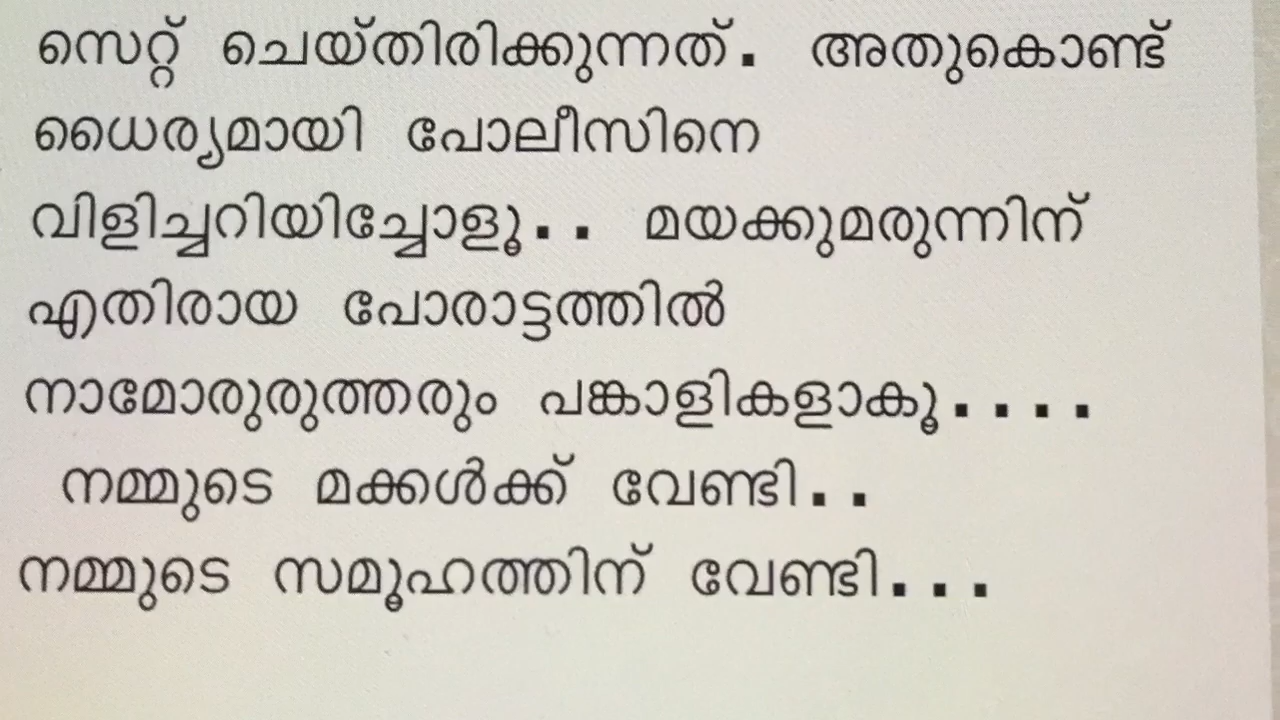 സെറ്റ് ചെയ്തിരിക്കുന്നത്. അതുകൊണ്ട്
ധൈര്യമായി പോലീസിനെ
വിളിച്ചറിയിച്ചോളൂ.. മയക്കുമരുന്നിന്
എതിരായ പോരാട്ടത്തിൽ
നാമോരുരുത്തരും പങ്കാളികളാകൂ....
നമ്മുടെ മക്കൾക്ക് വേണ്ടി..
നമ്മുടെ സമൂഹത്തിന് വേണ്ടി...